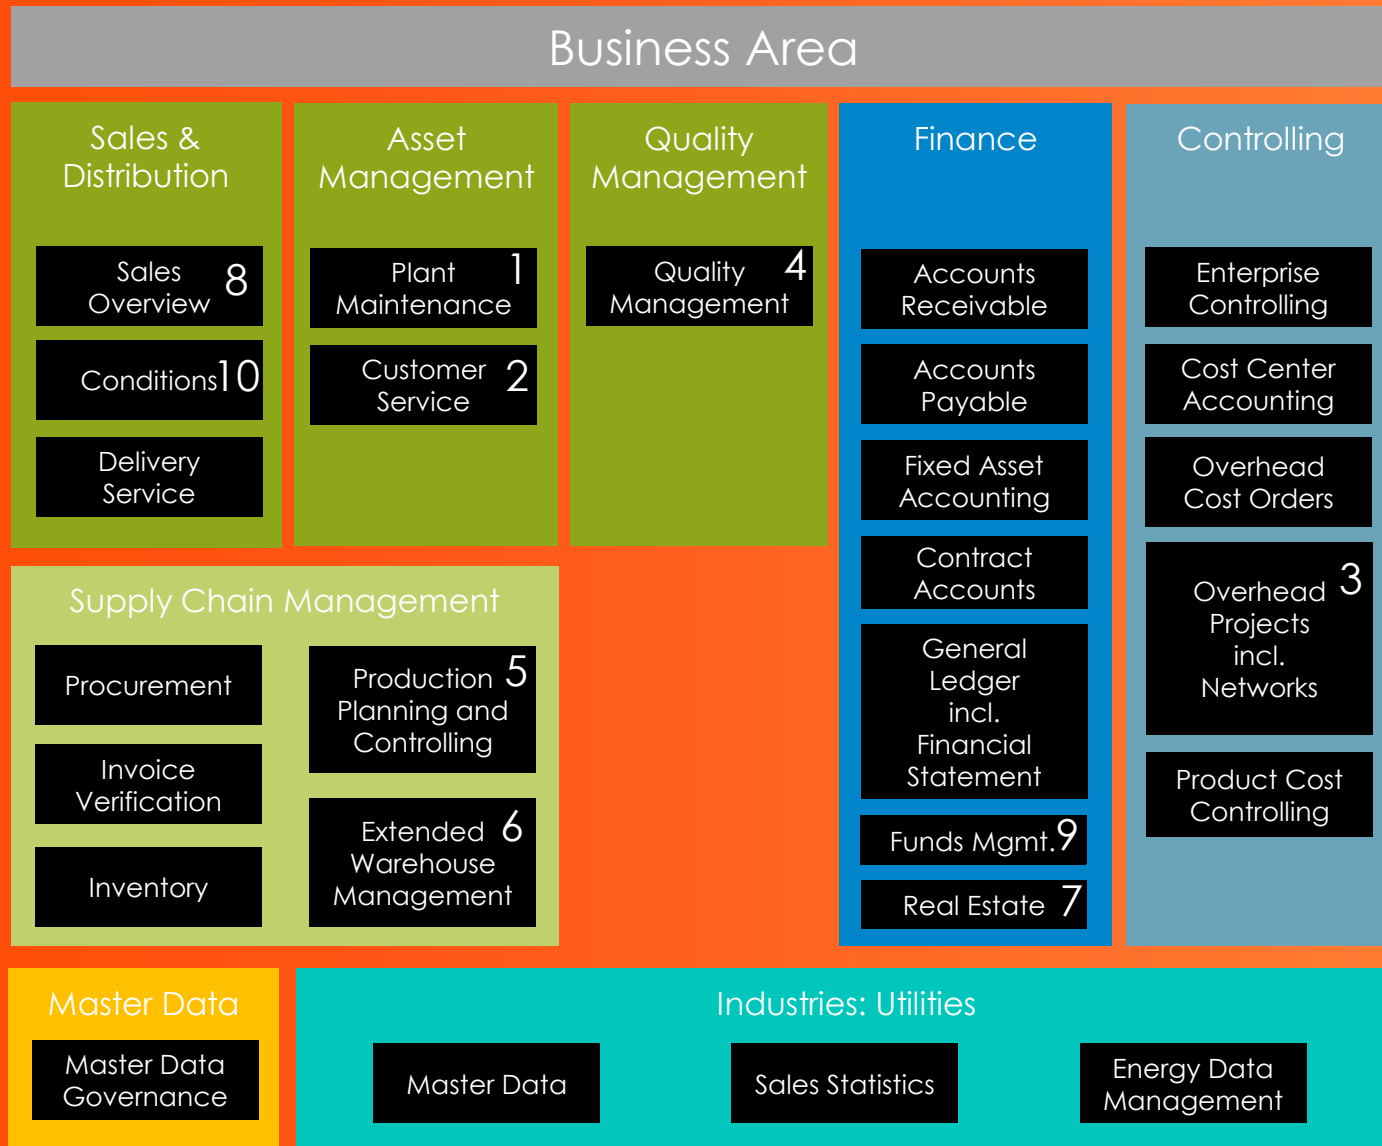 Business Area
Sales &
Distribution
Sales 8
Overview
Conditions 10
Delivery
Service
Asset
Management
Plant 1
Maintenance
Customer 2
Service
Quality
Management
Quality 4
Management
Finance
Accounts
Receivable
Accounts
Payable
Fixed Asset
Accounting
Contract
Accounts
General
Ledger
incl.
Financial
Statement
Funds Mgmt. 9
Real Estate 7
Controlling
Enterprise
Controlling
Cost Center
Accounting
Overhead
Cost Orders
Overhead 3
Projects
incl.
Networks
Product Cost
Controlling
Supply Chain Management
Procurement
Invoice
Verification
Inventory
Production 5
Planning and
Controlling
Extended 6
Warehouse
Management
Master Data
Master Data
Governance
Industries: Utilities
Master Data
Sales Statistics
Energy Data
Management